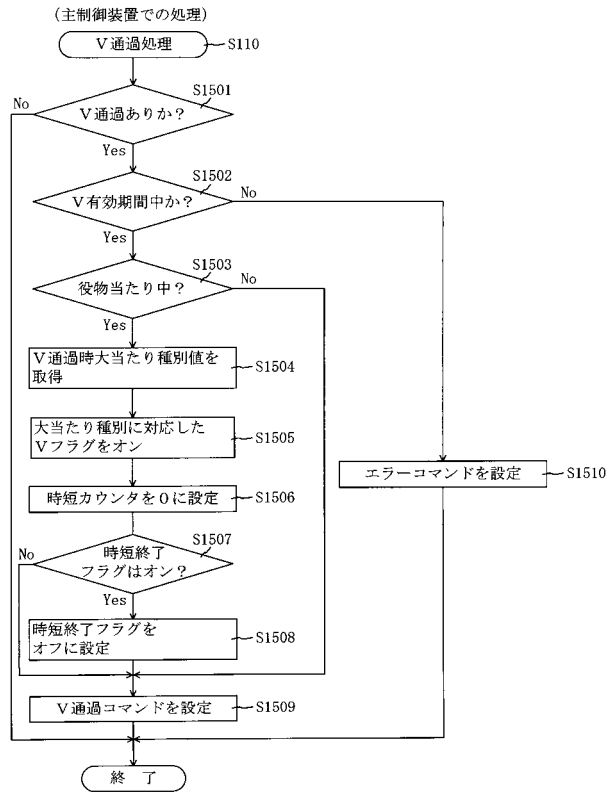 (主制御装置での処理)
V通過処理
S110
S1501
No
V通過ありか?
Yes
S1502
No
V有効期間中か?
Yes
S1503
No
役物当たり中?
Yes
V通過時大当たり種別値を
取得
S1504
大当たり種別に対応した
Vフラグをオン
S1505
エラーコマンドを設定
S1510
時短カウンタを0に設定
S1506
S1507
No
時短終了
フラグはオン?
Yes
時短終了フラグを
オフに設定
S1508
V通過コマンドを設定
S1509
終 了